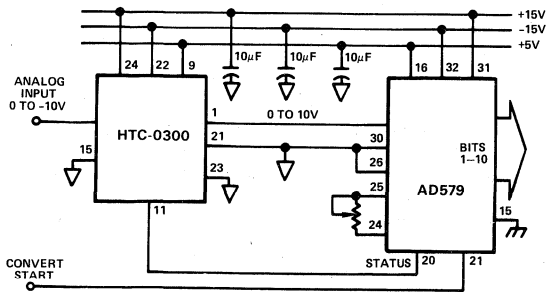 +15V
-15V
+5V
24 22 9 10μF 10μF 10μF 16 32 31
ANALOG
INPUT
0 TO -10V
1 0 TO 10V
HTC-0300
21 30
BITS
1-10
15 26
23 25
AD579
11 24 15
STATUS 20 21
CONVERT
START